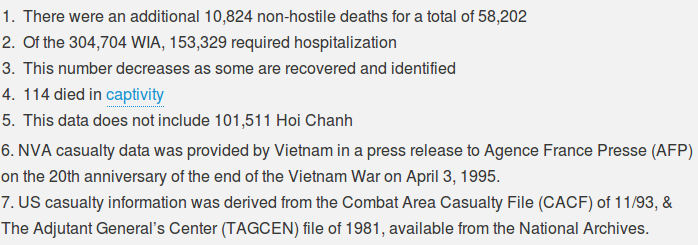 1. There were an additional 10,824 non-hostile deaths for a total of 58,202
2. Of the 304,704 WIA, 153,329 required hospitalization
3. This number decreases as some are recovered and identified
4. 114 died in captivity
5. This data does not include 101,511 Hoi Chanh
6. NVA casualty data was provided by Vietnam in a press release to Agence France Presse (AFP)
on the 20th anniversary of the end of the Vietnam War on April 3, 1995.
7. US casualty information was derived from the Combat Area Casualty File (CACF) of 11/93, &
The Adjutant General's Center (TAGCEN) file of 1981, available from the National Archives.